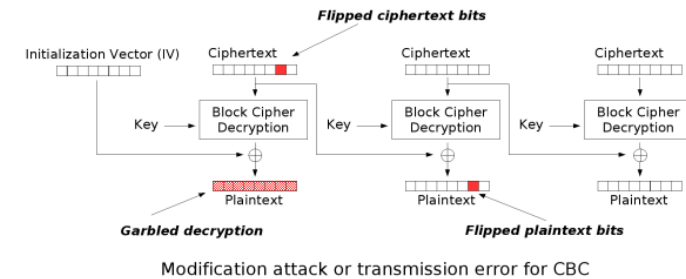 Flipped ciphertext bits
Initialization Vector (IV)
Ciphertext
Ciphertext
Ciphertext
Key
Block Cipher
Decryption
Key
Block Cipher
Decryption
Key
Block Cipher
Decryption
Plaintext
Plaintext
Plaintext
Garbled decryption
Flipped plaintext bits
Modification attack or transmission error for CBC